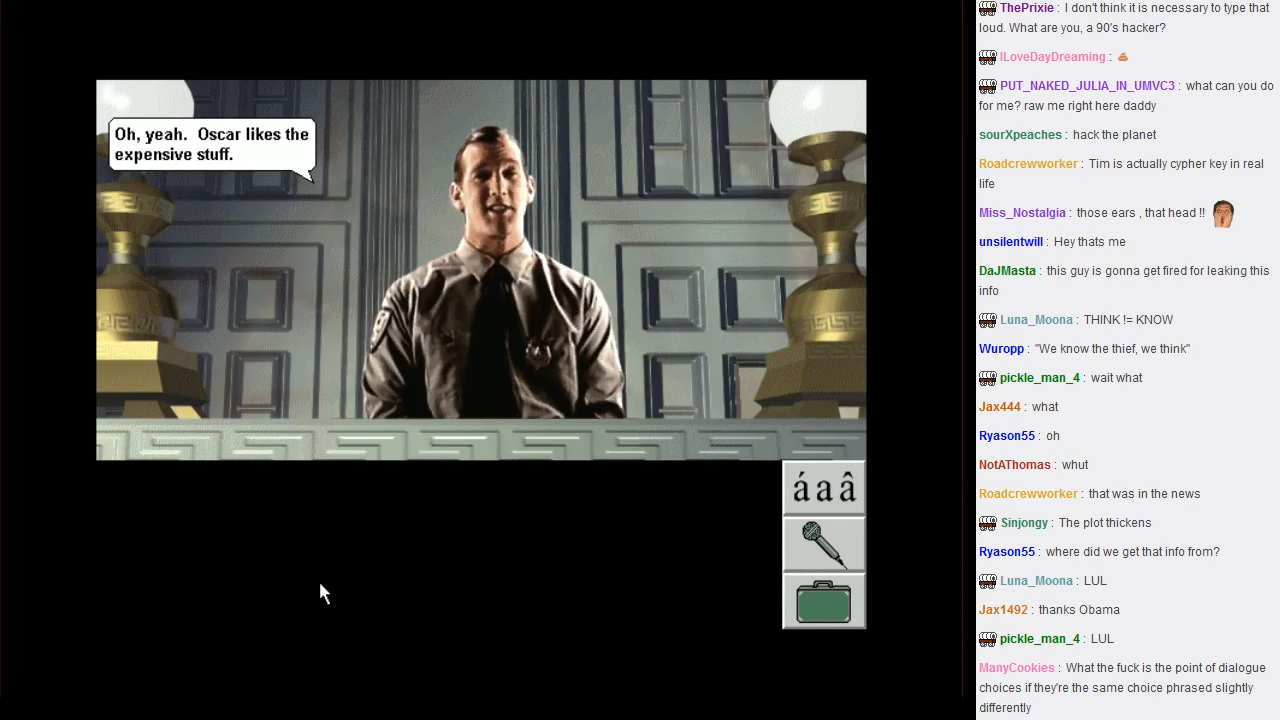 Oh, yeah.  Oscar likes the
expensive stuff.
á a â
ThePrixie : I don't think it is necessary to type that
loud. What are you, a 90's hacker?
ILoveDayDreaming :
PUT_NAKED_JULIA_IN_UMVC3 : what can you do
for me? raw me right here daddy
sourXpeaches : hack the planet
Roadcrewworker : Tim is actually cypher key in real
life
Miss_Nostalgia : those ears , that head !!
unsilentwill : Hey thats me
DaJMasta : this guy is gonna get fired for leaking this
info
Luna_Moona : THINK != KNOW
Wuropp : "We know the thief, we think"
pickle_man_4 : wait what
Jax444 : what
Ryason55 : oh
NotAThomas : whut
Roadcrewworker : that was in the news
Sinjongy : The plot thickens
Ryason55 : where did we get that info from?
Luna_Moona : LUL
Jax1492 : thanks Obama
pickle_man_4 : LUL
ManyCookies : What the fuck is the point of dialogue
choices if they're the same choice phrased slightly
differently